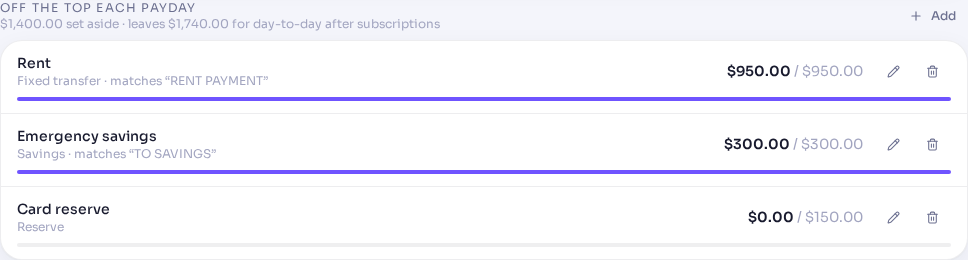 OFF THE TOP EACH PAYDAY
$1,400.00 set aside · leaves $1,740.00 for day-to-day after subscriptions
Add
Rent
Fixed transfer · matches “RENT PAYMENT”
$950.00 / $950.00
Emergency savings
Savings · matches “TO SAVINGS”
$300.00 / $300.00
Card reserve
Reserve
$0.00 / $150.00